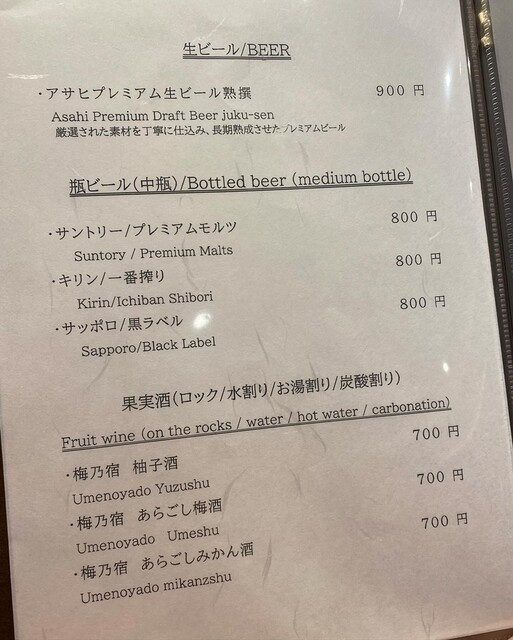 生ビール/BEER
・アサヒプレミアム生ビール熟撰 900 円
Asahi Premium Draft Beer juku-sen
厳選された素材を丁寧に仕込み、長期熟成させたプレミアムビール
瓶ビール(中瓶)/Bottled beer (medium bottle)
・サントリー/プレミアムモルツ 800 円
Suntory / Premium Malts
・キリン/一番搾り 800 円
Kirin/Ichiban Shibori
・サッポロ/黒ラベル 800 円
Sapporo/Black Label
果実酒(ロック/水割り/お湯割り/炭酸割り)
Fruit wine (on the rocks / water / hot water / carbonation)
・梅乃宿 柚子酒 700 円
Umenoyado Yuzushu
・梅乃宿 あらごし梅酒 700 円
Umenoyado Umeshu
・梅乃宿 あらごしみかん酒 700 円
Umenoyado mikanzshu